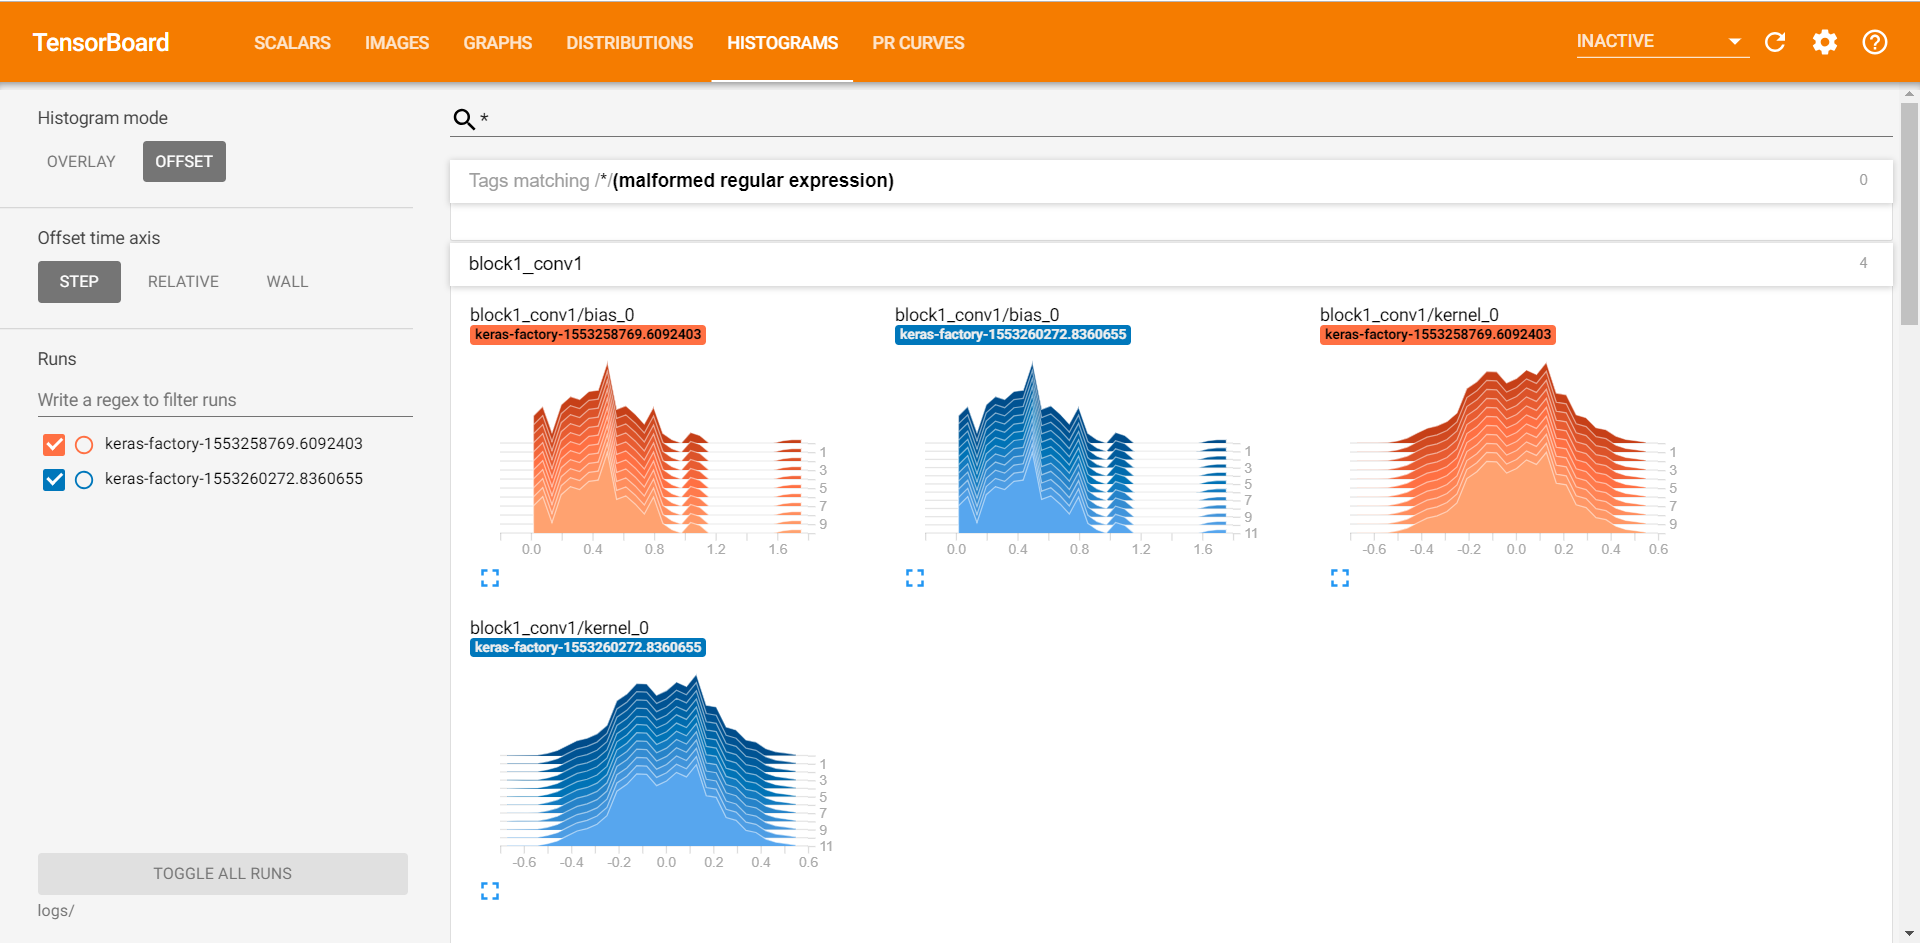 TensorBoard SCALARS IMAGES GRAPHS DISTRIBUTIONS HISTOGRAMS PR CURVES INACTIVE
Histogram mode
OVERLAY OFFSET
Offset time axis
STEP RELATIVE WALL
Runs
Write a regex to filter runs
keras-factory-1553258769.6092403
keras-factory-1553260272.8360655
TOGGLE ALL RUNS
logs/
*
Tags matching /*/(malformed regular expression) 0
block1_conv1 4
block1_conv1/bias_0
keras-factory-1553258769.6092403
1
3
5
7
9
0.0 0.4 0.8 1.2 1.6
block1_conv1/bias_0
keras-factory-1553260272.8360655
1
3
5
7
9
11
0.0 0.4 0.8 1.2 1.6
block1_conv1/kernel_0
keras-factory-1553258769.6092403
1
3
5
7
9
-0.6 -0.4 -0.2 0.0 0.2 0.4 0.6
block1_conv1/kernel_0
keras-factory-1553260272.8360655
1
3
5
7
9
11
-0.6 -0.4 -0.2 0.0 0.2 0.4 0.6